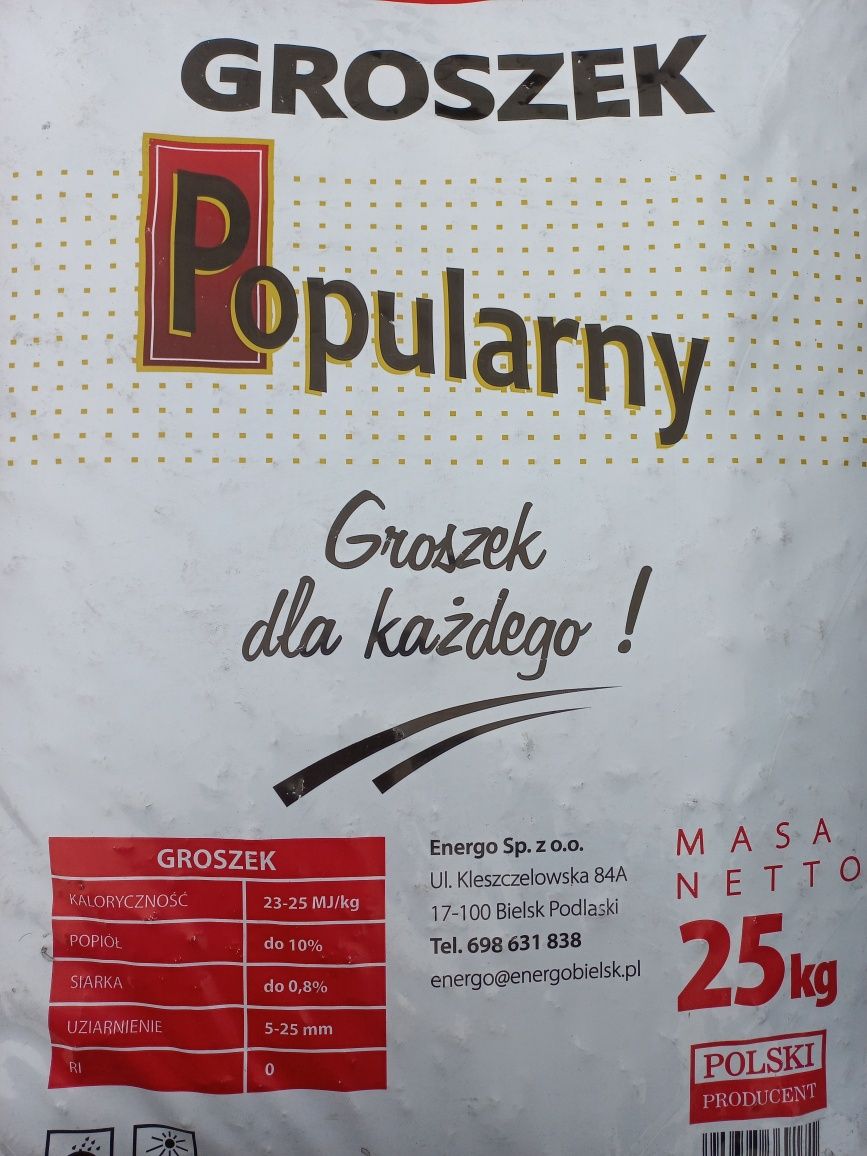 GROSZEK
Popularny
Groszek
dla każdego !
GROSZEK
KALORYCZNOŚĆ 23-25 MJ/kg
POPIÓŁ do 10%
SIARKA do 0,8%
UZIARNIENIE 5-25 mm
RI 0
Energo Sp. z o.o.
Ul. Kleszczelowska 84A
17-100 Bielsk Podlaski
Tel. 698 631 838
energo@energobielsk.pl
MASA
NETTO
25kg
POLSKI
PRODUCENT